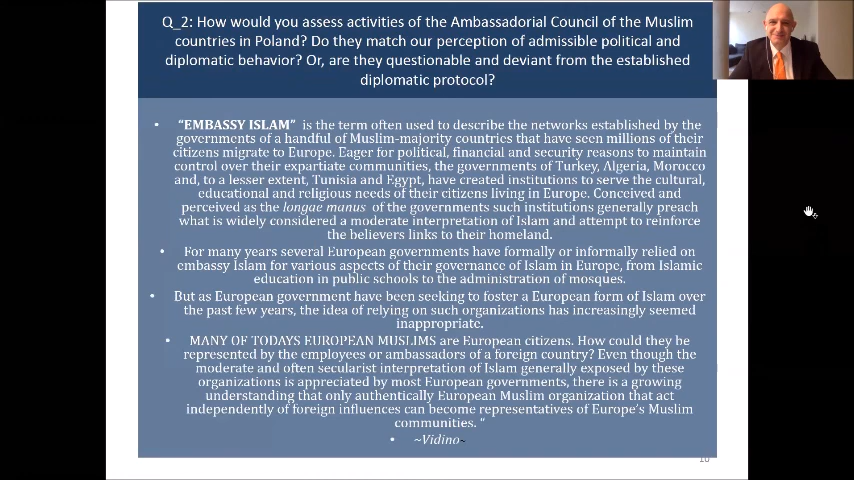 Q_2: How would you assess activities of the Ambassadorial Council of the Muslim
countries in Poland? Do they match our perception of admissible political and
diplomatic behavior? Or, are they questionable and deviant from the established
diplomatic protocol?
• "EMBASSY ISLAM" is the term often used to describe the networks established by the
governments of a handful of Muslim-majority countries that have seen millions of their
citizens migrate to Europe. Eager for political, financial and security reasons to maintain
control over their expartiate communities, the governments of Turkey, Algeria, Morocco
and, to a lesser extent, Tunisia and Egypt, have created institutions to serve the cultural,
educational and religious needs of their citizens living in Europe. Conceived and
perceived as the longae manus of the governments such institutions generally preach
what is widely considered a moderate interpretation of Islam and attempt to reinforce
the believers links to their homeland.
• For many years several European governments have formally or informally relied on
embassy Islam for various aspects of their governance of Islam in Europe, from Islamic
education in public schools to the administration of mosques.
• But as European government have been seeking to foster a European form of Islam over
the past few years, the idea of relying on such organizations has increasingly seemed
inappropriate.
• MANY OF TODAYS EUROPEAN MUSLIMS are European citizens. How could they be
represented by the employees or ambassadors of a foreign country? Even though the
moderate and often secularist interpretation of Islam generally exposed by these
organizations is appreciated by most European governments, there is a growing
understanding that only authentically European Muslim organization that act
independently of foreign influences can become representatives of Europe's Muslim
communities. "
• ~Vidino~